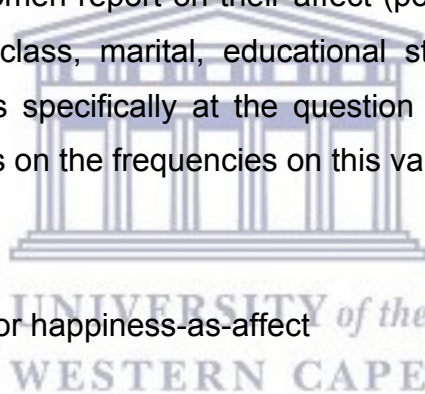 omen report on their affect (po
class, marital, educational st
s specifically at the question
s on the frequencies on this va
or happiness-as-affect
UNIVERSITY of the
WESTERN CAPE